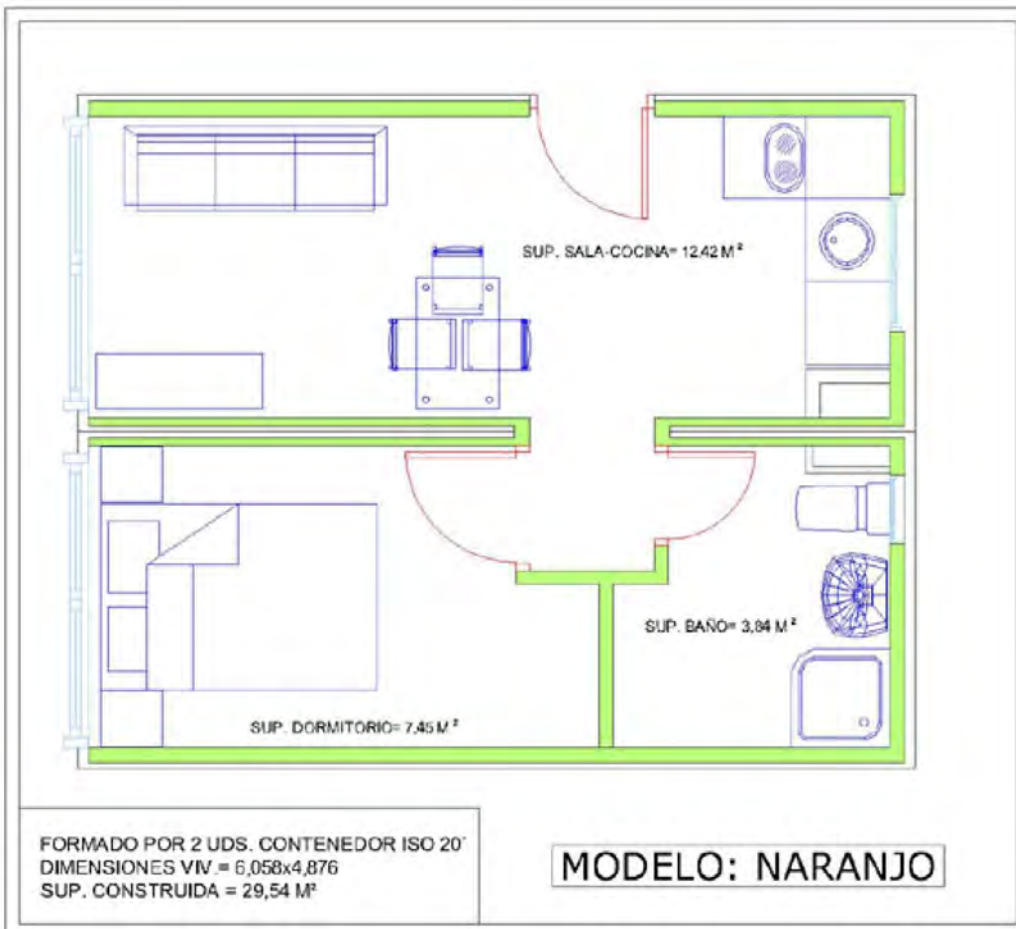 SUP. SALA-COCINA= 12,42 M²
SUP. BAÑO= 3,84 M²
SUP. DORMITORIO= 7,45 M²
FORMADO POR 2 UDS. CONTENEDOR ISO 20´
DIMENSIONES VIV.= 6,058x4,876
SUP. CONSTRUIDA = 29,54 M²
MODELO: NARANJO